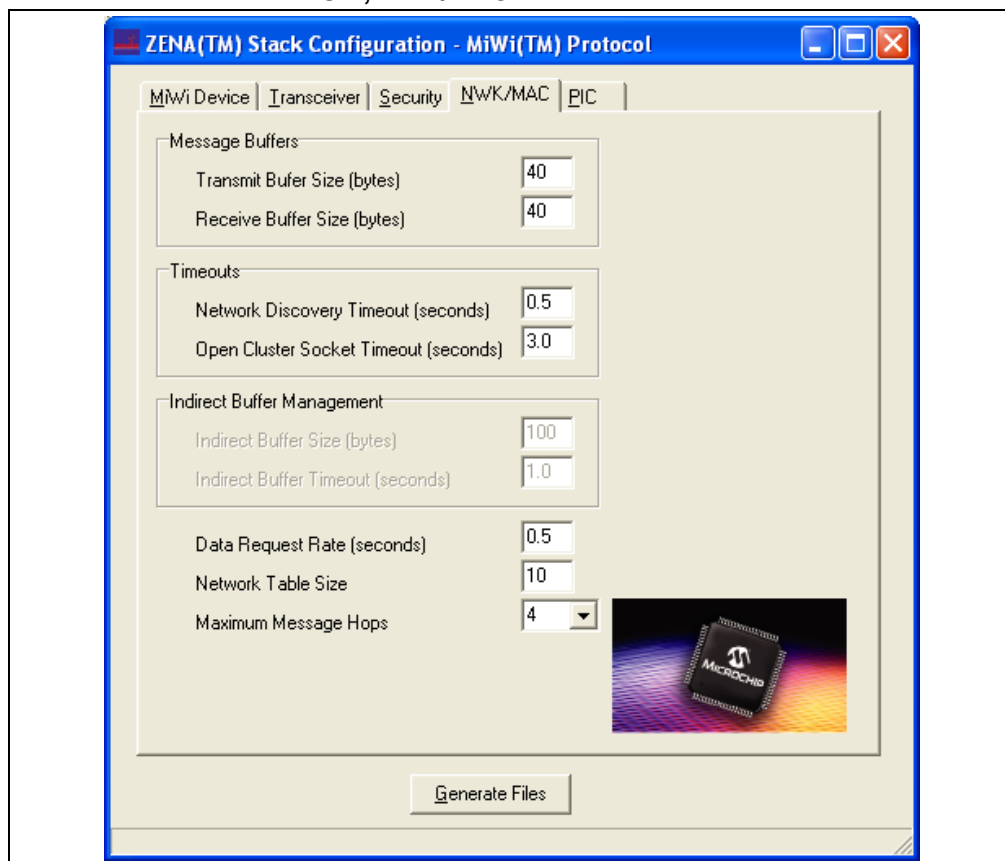 ZENA(TM) Stack Configuration - MiWi(TM) Protocol
MiWi Device Transceiver Security NWK/MAC PIC
Message Buffers
Transmit Bufer Size (bytes) 40
Receive Buffer Size (bytes) 40
Timeouts
Network Discovery Timeout (seconds) 0.5
Open Cluster Socket Timeout (seconds) 3.0
Indirect Buffer Management
Indirect Buffer Size (bytes) 100
Indirect Buffer Timeout (seconds) 1.0
Data Request Rate (seconds) 0.5
Network Table Size 10
Maximum Message Hops 4
MICROCHIP
Generate Files